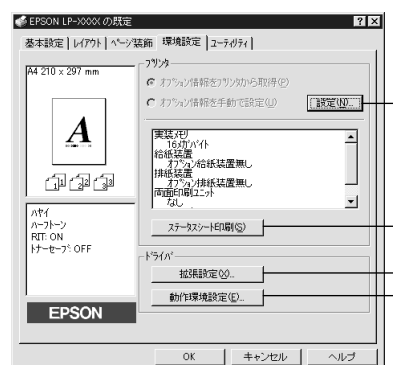 EPSON LP-XXXX の既定
基本設定 レイアウト ページ装飾 環境設定 ユーティリティ
A4 210 x 297 mm
A
1 2 3
ハヤイ
ハーフトーン
RIT: ON
トナーセーブ: OFF
EPSON
プリンタ
オプション情報をプリンタから取得(P)
オプション情報を手動で設定(U)
設定(N)...
実装メモリ
16メガバイト
給紙装置
オプション給紙装置無し
排紙装置
オプション排紙装置無し
両面印刷ユニット
なし
ステータスシート印刷(S)
ドライバ
拡張設定(X)...
動作環境設定(E)...
OK キャンセル ヘルプ